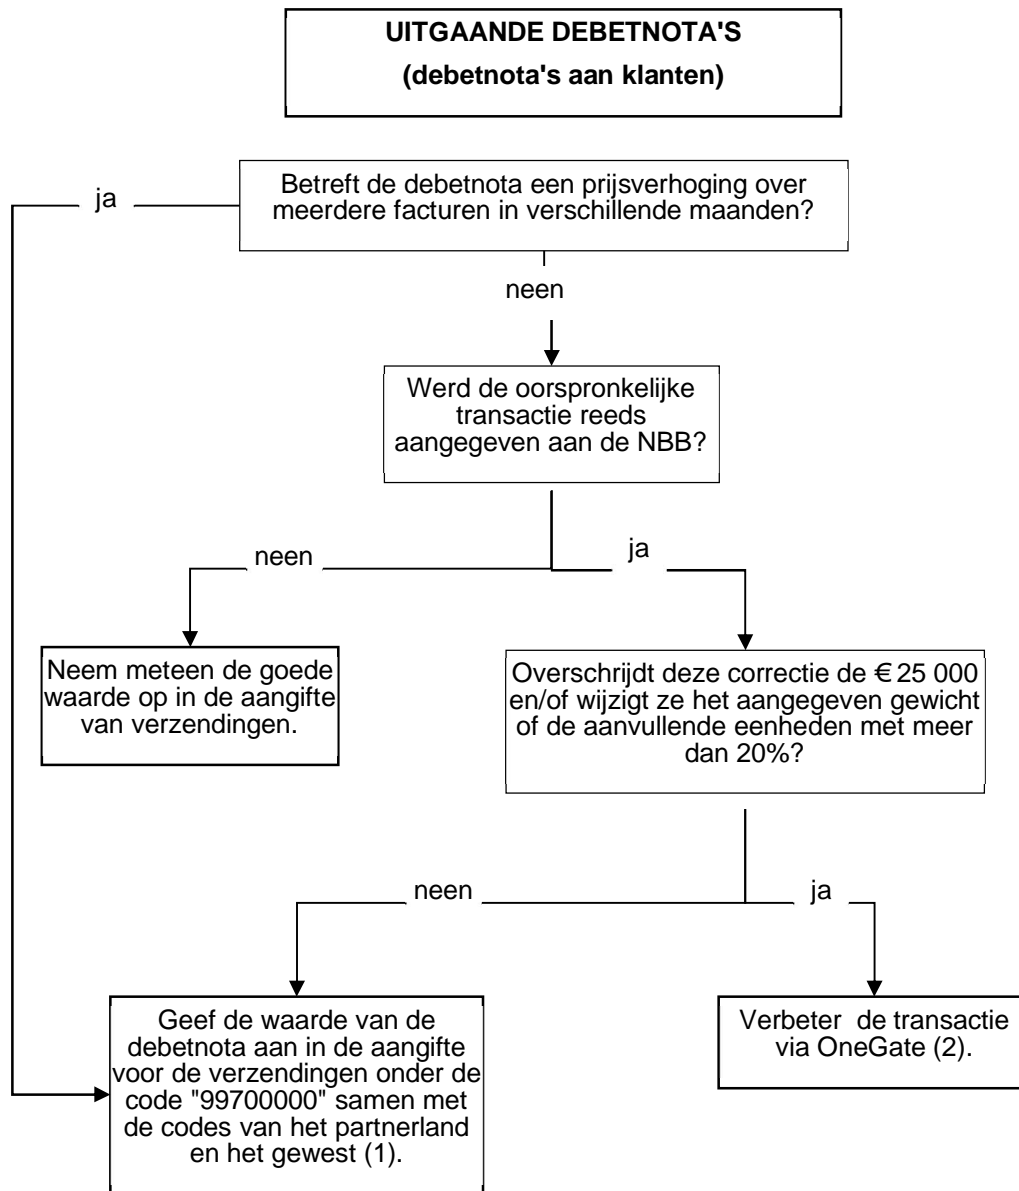 UITGAANDE DEBETNOTA'S
(debetnota's aan klanten)
ja
Betreft de debetnota een prijsverhoging over
meerdere facturen in verschillende maanden?
neen
Werd de oorspronkelijke
transactie reeds
aangegeven aan de NBB?
neen
ja
Neem meteen de goede
waarde op in de aangifte
van verzendingen.
Overschrijdt deze correctie de € 25 000
en/of wijzigt ze het aangegeven gewicht
of de aanvullende eenheden met meer
dan 20%?
neen
ja
Geef de waarde van de
debetnota aan in de aangifte
voor de verzendingen onder de
code "99700000" samen met
de codes van het partnerland
en het gewest (1).
Verbeter de transactie
via OneGate (2).